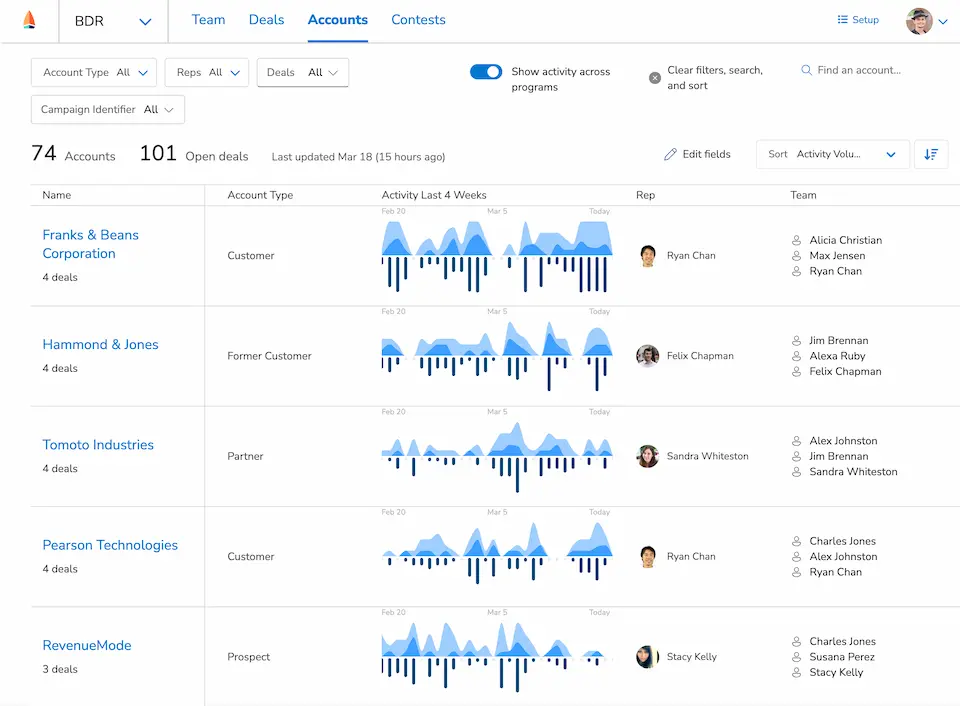 BDR
Team Deals Accounts Contests
Setup
Account Type All
Reps All
Deals All
Show activity across
programs
Clear filters, search,
and sort
Find an account...
Campaign Identifier All
74 Accounts 101 Open deals Last updated Mar 18 (15 hours ago)
Edit fields
Sort Activity Volu...
Name Account Type Activity Last 4 Weeks Rep Team
Feb 20 Mar 5 Today
Franks & Beans
Corporation
4 deals
Customer
Ryan Chan
Alicia Christian
Max Jensen
Ryan Chan
Feb 20 Mar 5 Today
Hammond & Jones
4 deals
Former Customer
Felix Chapman
Jim Brennan
Alexa Ruby
Felix Chapman
Feb 20 Mar 5 Today
Tomoto Industries
4 deals
Partner
Sandra Whiteston
Alex Johnston
Jim Brennan
Sandra Whiteston
Feb 20 Mar 5 Today
Pearson Technologies
4 deals
Customer
Ryan Chan
Charles Jones
Alex Johnston
Ryan Chan
Feb 20 Mar 5 Today
RevenueMode
3 deals
Prospect
Stacy Kelly
Charles Jones
Susana Perez
Stacy Kelly